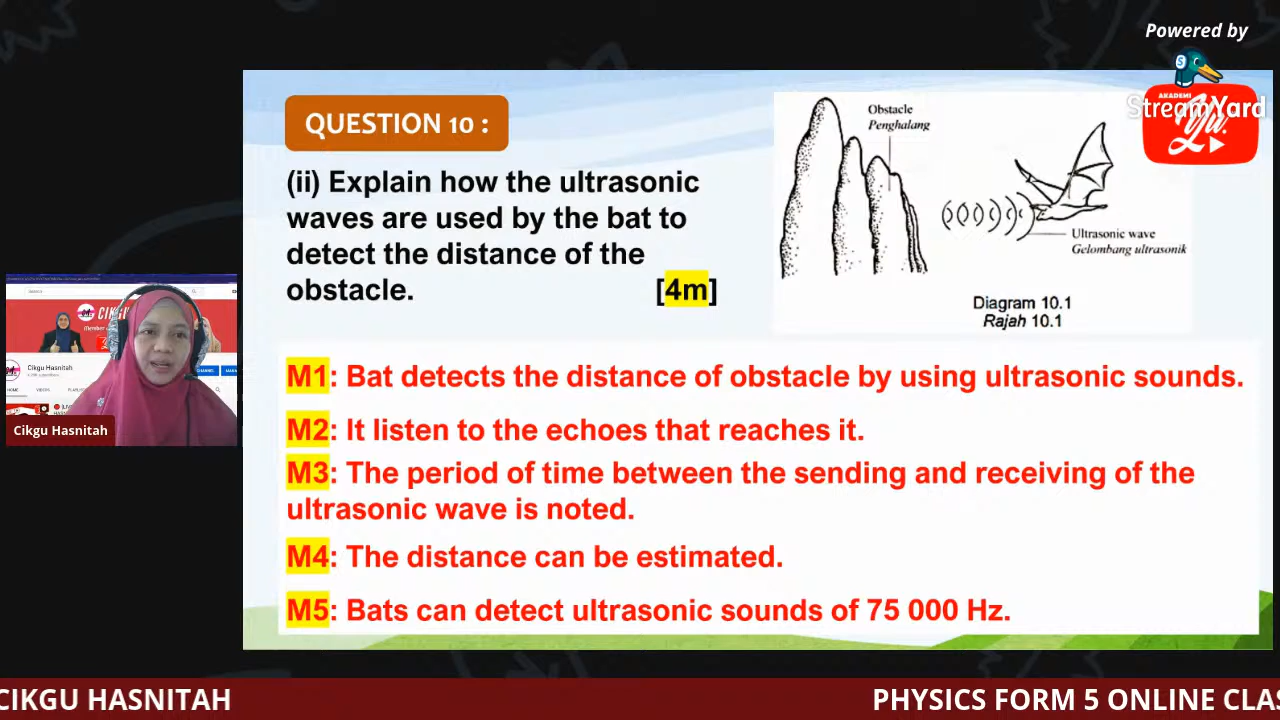 Powered by
StreamYard
S
AKADEMI
QUESTION 10 :
(ii) Explain how the ultrasonic
waves are used by the bat to
detect the distance of the
obstacle. [4m]
Obstacle
Penghalang
Ultrasonic wave
Gelombang ultrasonik
Diagram 10.1
Rajah 10.1
M1: Bat detects the distance of obstacle by using ultrasonic sounds.
M2: It listen to the echoes that reaches it.
M3: The period of time between the sending and receiving of the
ultrasonic wave is noted.
M4: The distance can be estimated.
M5: Bats can detect ultrasonic sounds of 75 000 Hz.
Cikgu Hasnitah
HOME
VIDEOS
Cikgu Hasnitah
CIKGU HASNITAH
PHYSICS FORM 5 ONLINE CLAS